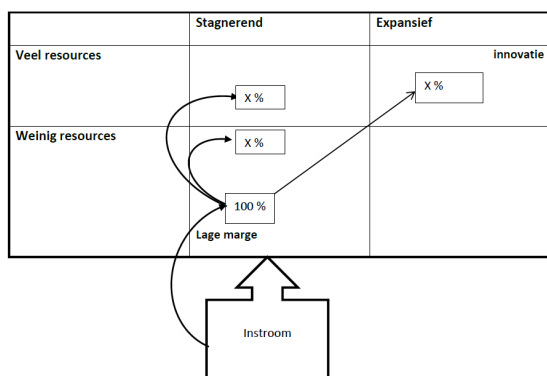 Stagnerend
Expansief
Veel resources
innovatie
X %
X %
Weinig resources
X %
100 %
Lage marge
Instroom